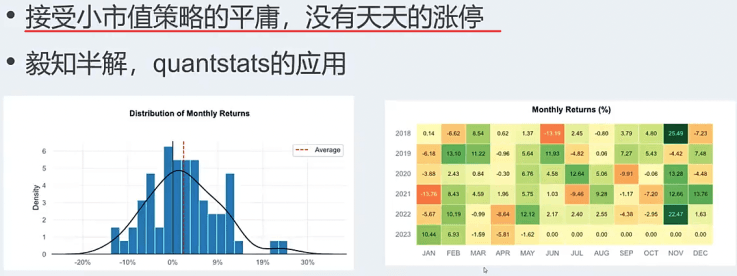 • 接受小市值策略的平庸，没有天天的涨停
• 毅知半解，quantstats的应用
Distribution of Monthly Returns
Average
Density
6
5
4
3
2
1
0
-20% -10% 0% 10% 19% 30%
Monthly Returns (%)
2018 0.14 -6.62 8.54 0.62 1.37 2.45 -0.80 3.79 4.60 25.49 -7.23
2019 -6.18 13.10 11.22 -0.96 5.64 11.93 -4.82 0.06 7.27 5.43 -4.42 7.48
2020 -3.68 2.43 0.84 -0.30 6.76 4.58 12.64 5.06 -9.91 -0.06 13.28 -4.48
2021 8.43 4.59 1.95 5.75 1.03 -9.46 9.28 -1.17 -7.20 12.66 13.76
2022 -5.67 10.19 -0.99 -8.64 12.12 2.17 2.40 2.55 -4.38 -2.95 22.47 1.63
2023 10.44 6.93 -1.59 -5.81 -1.62 0.00 0.00 0.00 0.00 0.00 0.00 0.00
JAN FEB MAR APR MAY JUN JUL AUG SEP OCT NOV DEC